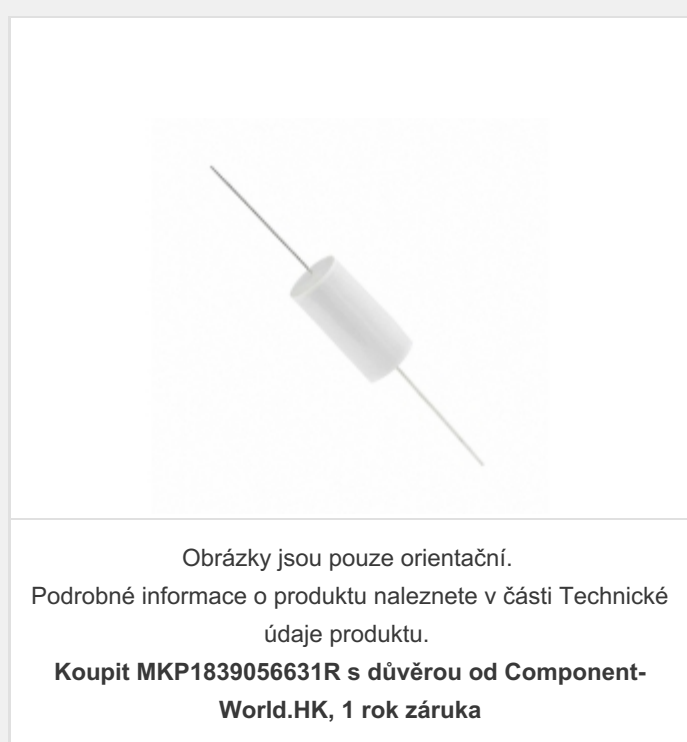 Obrázky jsou pouze orientační.
Podrobné informace o produktu naleznete v části Technické
údaje produktu.
Koupit MKP1839056631R s důvěrou od Component-
World.HK, 1 rok záruka